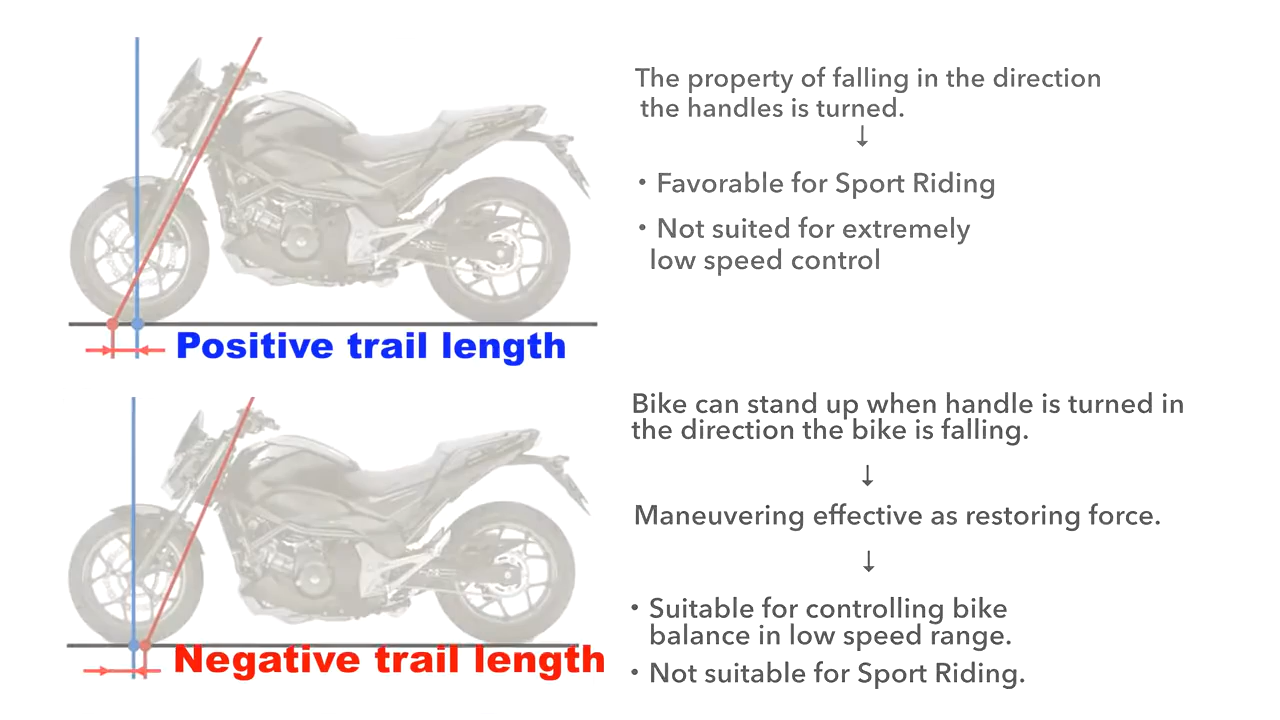 The property of falling in the direction
the handles is turned.
↓
・Favorable for Sport Riding
・Not suited for extremely
low speed control
Positive trail length
Bike can stand up when handle is turned in
the direction the bike is falling.
↓
Maneuvering effective as restoring force.
↓
・Suitable for controlling bike
balance in low speed range.
・Not suitable for Sport Riding.
Negative trail length